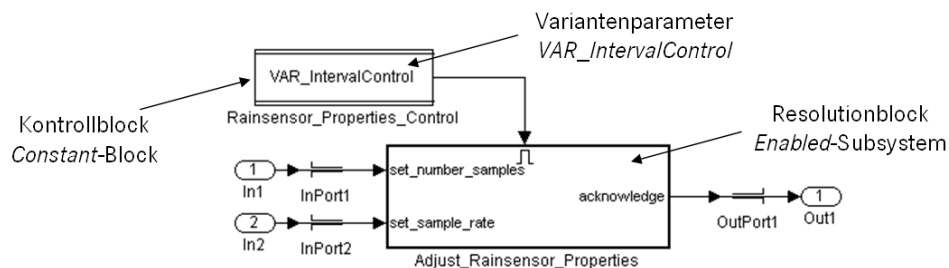 Variantenparameter
VAR_IntervalControl
VAR_IntervalControl
Rainsensor_Properties_Control
Kontrollblock
Constant-Block
Resolutionblock
Enabled-Subsystem
1
In1
InPort1
set_number_samples
acknowledge
OutPort1
1
Out1
2
In2
InPort2
set_sample_rate
Adjust_Rainsensor_Properties